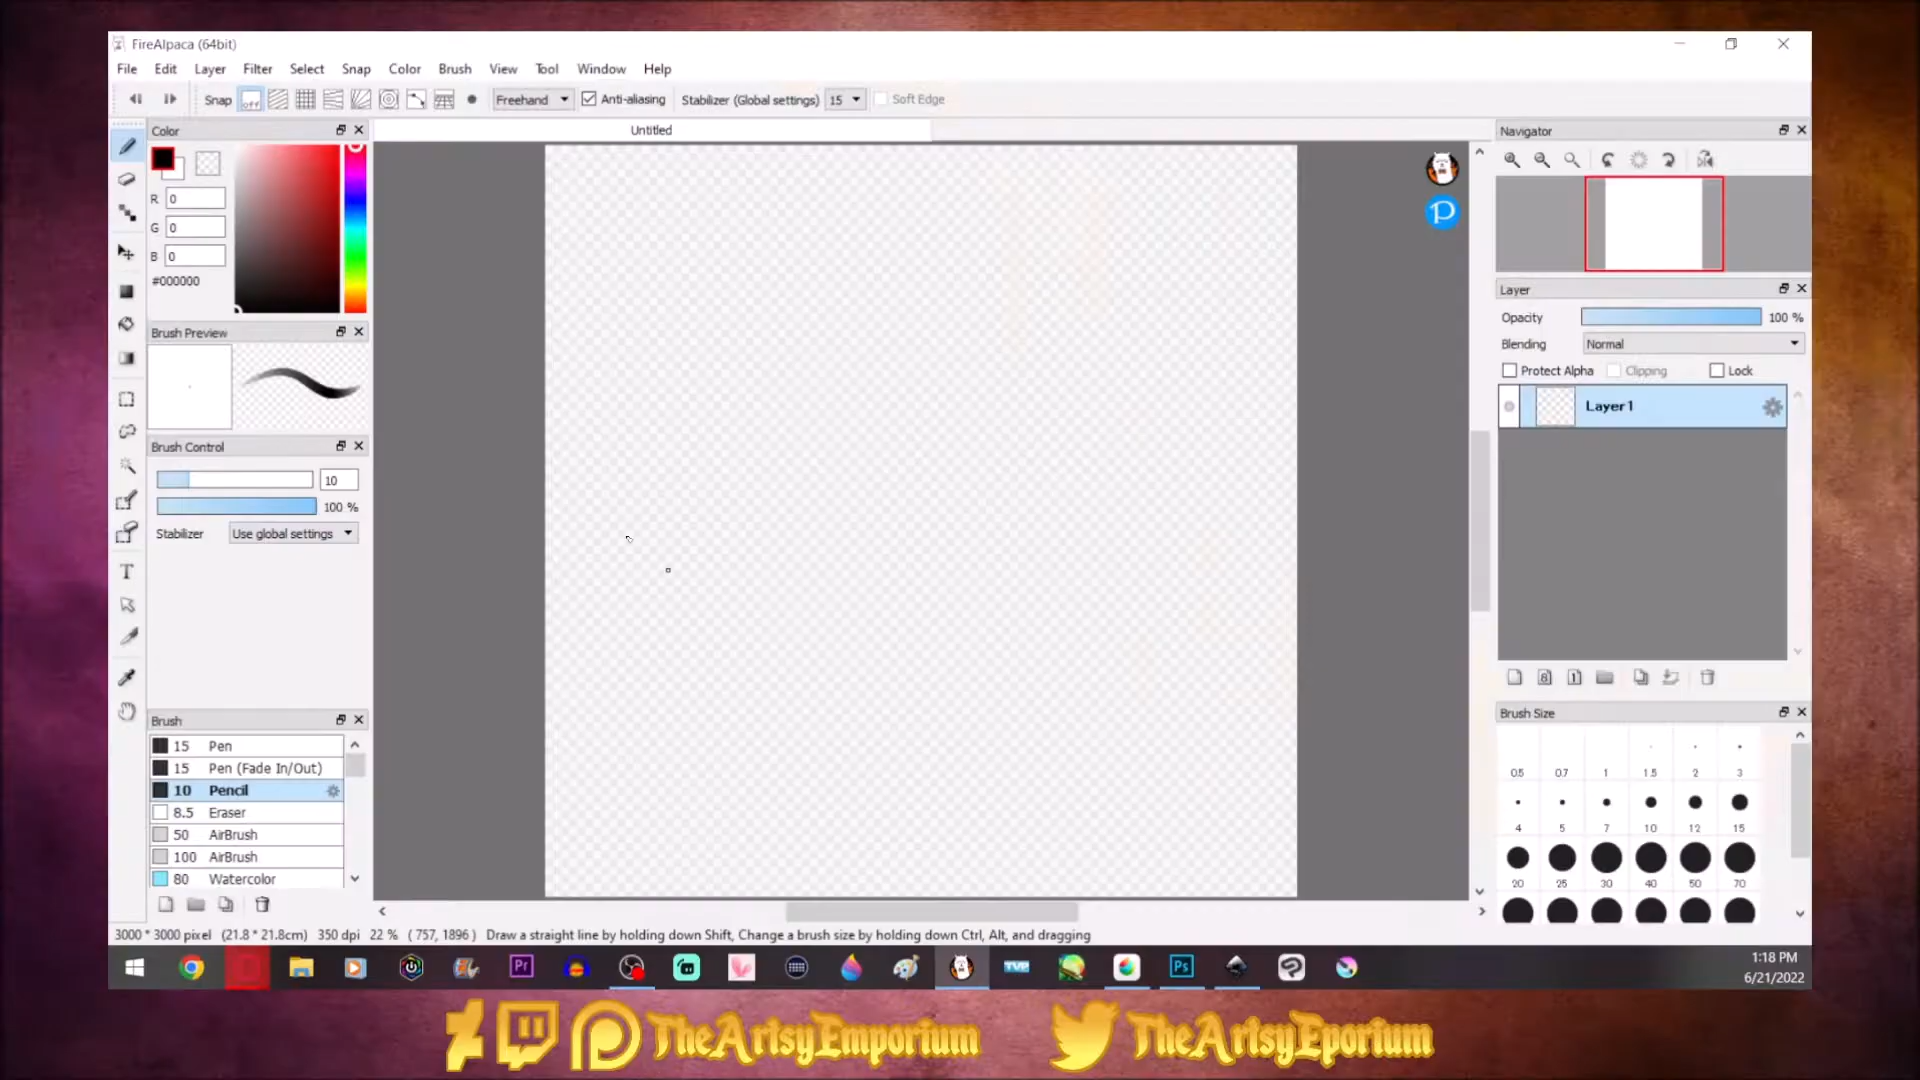 FireAlpaca (64bit)
File Edit Layer Filter Select Snap Color Brush View Tool Window Help
Snap off Freehand Anti-aliasing Stabilizer (Global settings) 15 Soft Edge
Color
Untitled
Navigator
R 0
G 0
B 0
#000000
Brush Preview
Brush Control
10
100 %
Stabilizer Use global settings
T
Brush
15 Pen
15 Pen (Fade In/Out)
10 Pencil
8.5 Eraser
50 AirBrush
100 AirBrush
80 Watercolor
P
Layer
Opacity 100 %
Blending Normal
Protect Alpha Clipping Lock
Layer1
8 1
Brush Size
0.5 0.7 1 1.5 2 3
4 5 7 10 12 15
20 25 30 40 50 70
3000 * 3000 pixel (21.8 * 21.8cm) 350 dpi 22 % ( 757, 1896 ) Draw a straight line by holding down Shift, Change a brush size by holding down Ctrl, Alt, and dragging
Pr TVP Ps
1:18 PM
6/21/2022
TheArtsyEmporium TheArtsyEporium